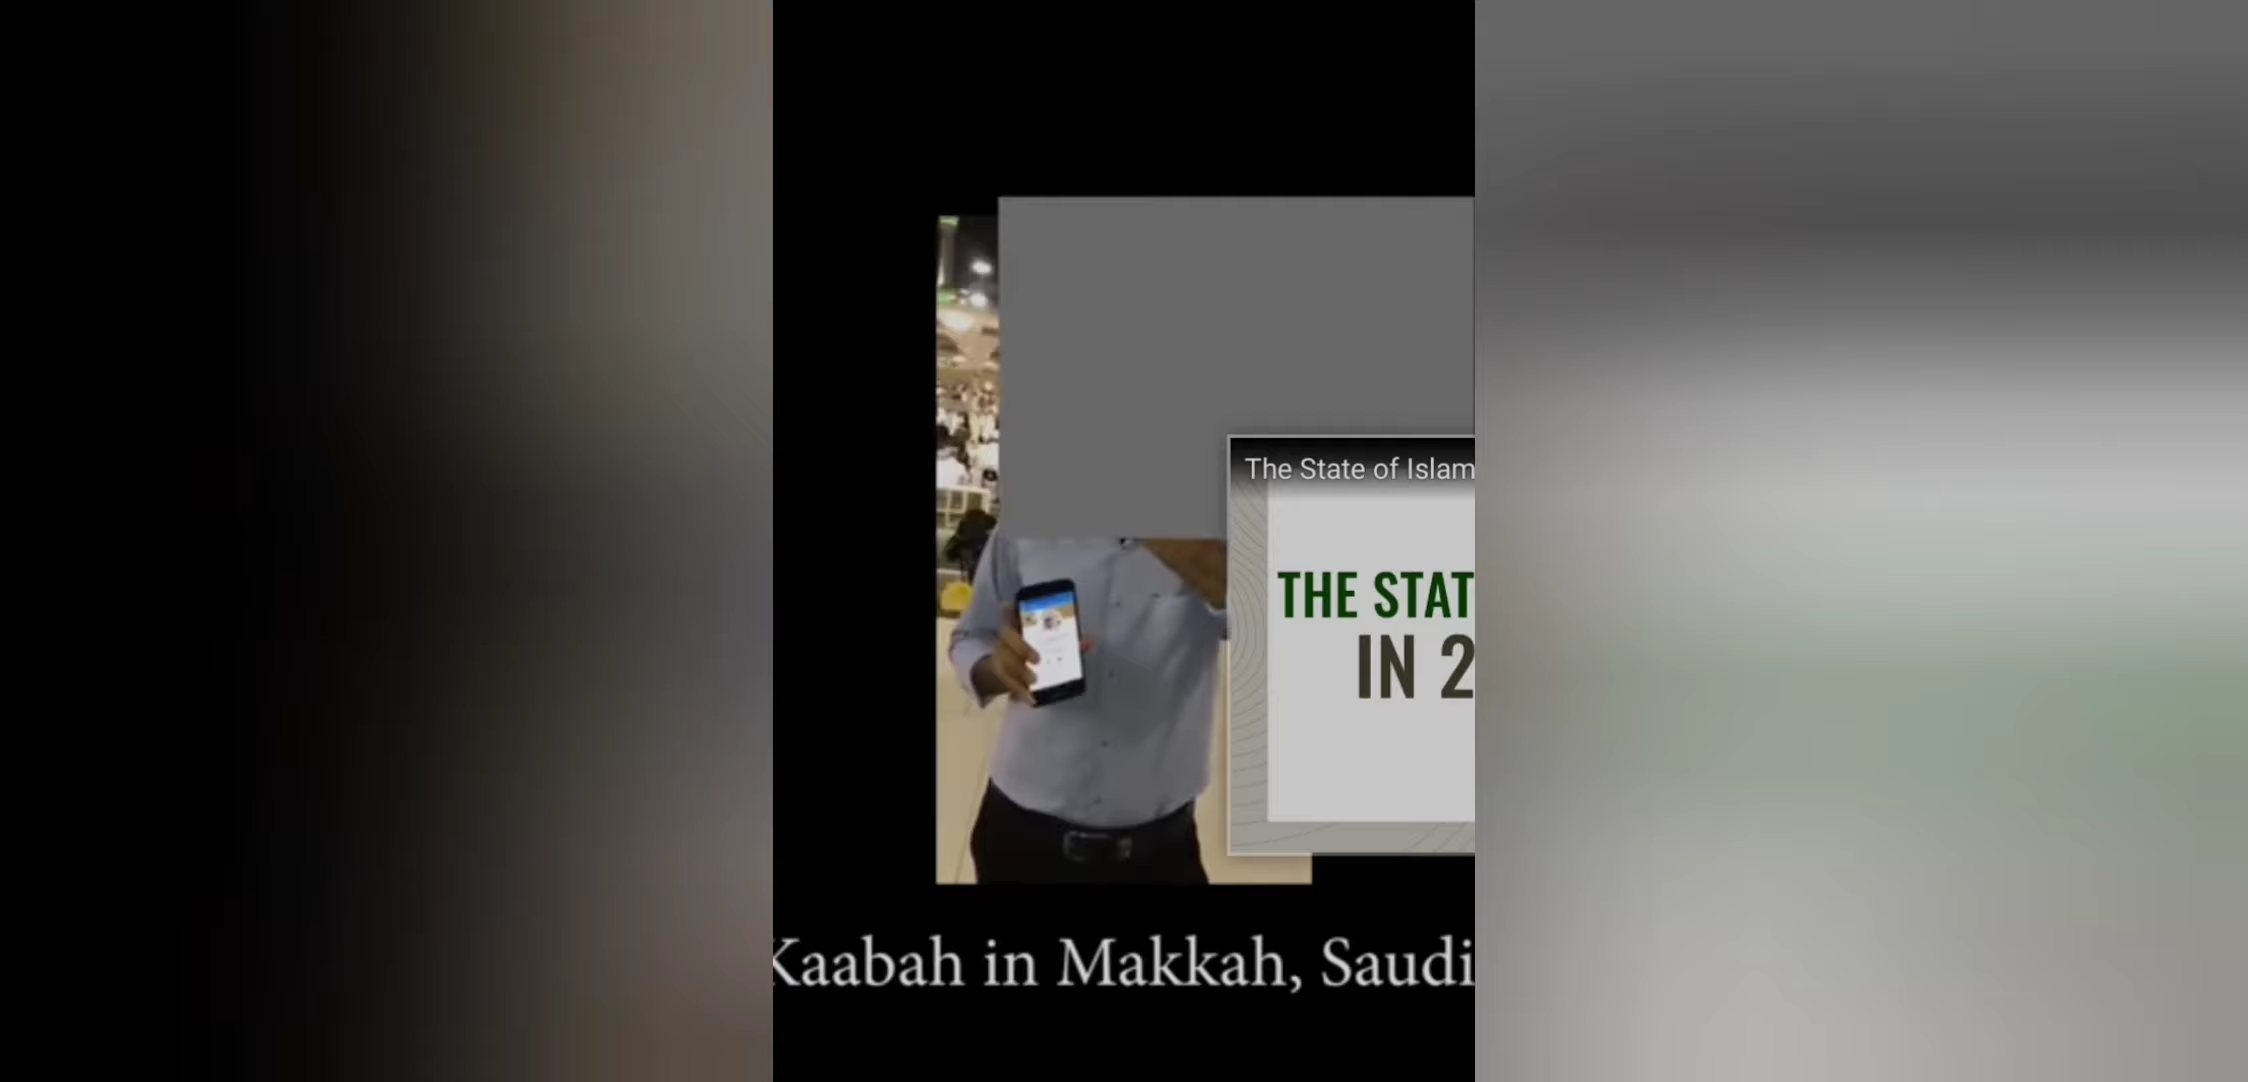 The State of Islam
THE STAT
IN 2
Kaabah in Makkah, Saudi